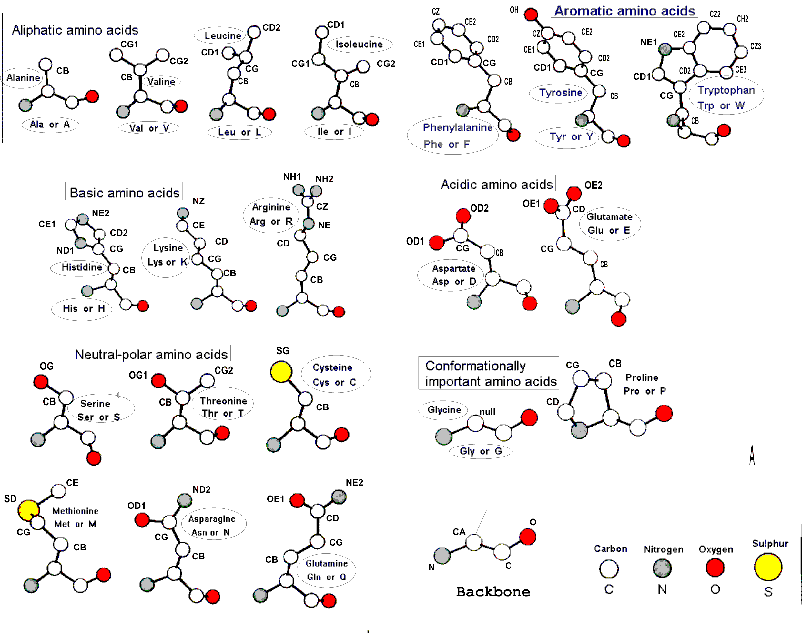 Aliphatic amino acids
Alanine
CB
Ala or A
CG1
CG2
CB
Valine
Val or V
Leucine
CD2
CD1
CG
CB
Leu or L
CD1
Isoleucine
CG1
CG2
CB
Ile or I
Aromatic amino acids
CZ
CE2
CE1
CD2
CD1
CG
CB
Phenylalanine
Phe or F
OH
CZ
CE2
CE1
CD2
CD1
CG
Tyrosine
CB
Tyr or Y
CZ2
CH2
CE2
NE1
CZ3
CD1
CD2
CE3
CG
Tryptophan
Trp or W
CB
Basic amino acids
NE2
CE1
CD2
ND1
CG
Histidine
CB
His or H
NZ
CE
CD
Lysine
Lys or K
CG
CB
NH1
NH2
Arginine
Arg or R
CZ
NE
CD
CG
CB
Acidic amino acids
OD2
OD1
CG
CB
Aspartate
Asp or D
OE2
OE1
CD
Glutamate
Glu or E
CG
CB
Neutral-polar amino acids
OG
CB
Serine
Ser or S
OG1
CG2
CB
Threonine
Thr or T
SG
Cysteine
Cys or C
CB
Conformationally
important amino acids
Glycine
null
Gly or G
CG
CB
CD
Proline
Pro or P
CE
SD
Methionine
Met or M
CG
CB
ND2
OD1
Asparagine
Asn or N
CG
CB
NE2
OE1
CD
CG
CB
Glutamine
Gln or Q
O
CA
N
C
Backbone
Carbon
Nitrogen
Oxygen
Sulphur
C
N
O
S